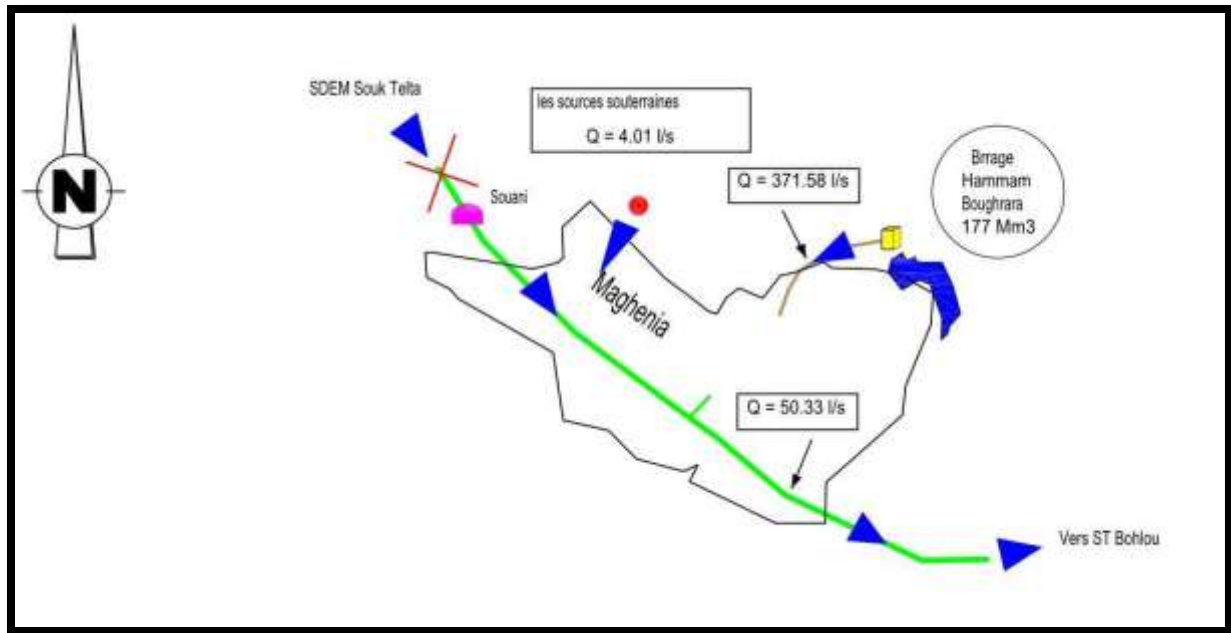 SDEM Souk Telta
les sources souterraines
Q = 4.01 l/s
Brrage
Hammam
Boughrara
177 Mm3
Q = 371.58 l/s
N
Souani
Maghenia
Q = 50.33 l/s
Vers ST Bohlou